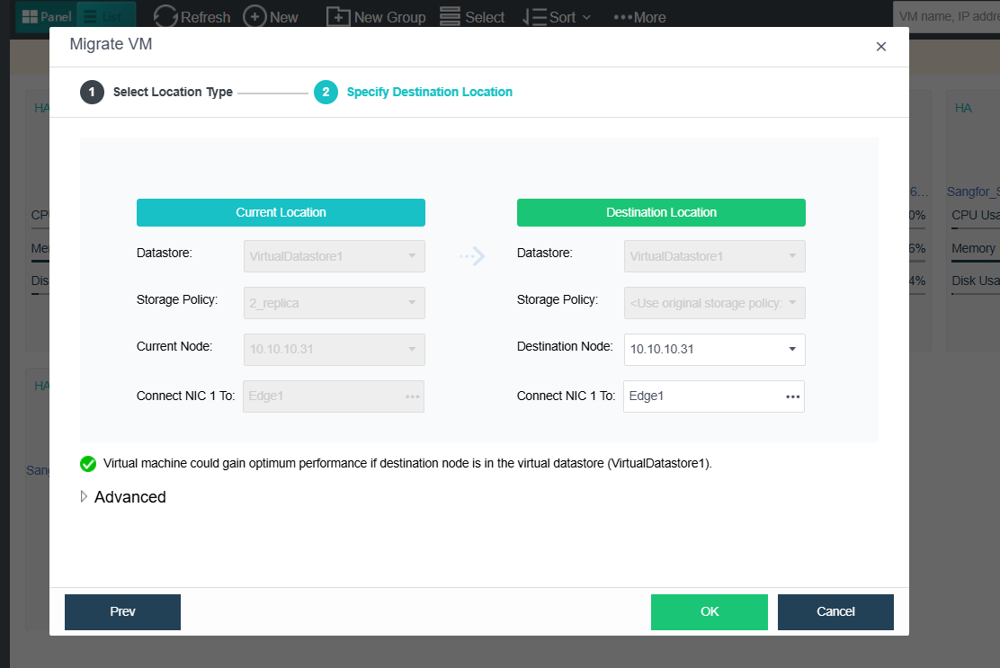 Panel
List
Refresh
New
New Group
Select
Sort
More
VM name, IP addre
Migrate VM
1 Select Location Type
2 Specify Destination Location
HA
HA
Current Location
Destination Location
Datastore: VirtualDatastore1
Datastore: VirtualDatastore1
Storage Policy: 2_replica
Storage Policy: <Use original storage policy:
Current Node: 10.10.10.31
Destination Node: 10.10.10.31
Connect NIC 1 To: Edge1
Connect NIC 1 To: Edge1
6...
Sangfor_S
CP
0%
CPU Usa
Me
6%
Memory
Dis
4%
Disk Usa
HA
Sang
Virtual machine could gain optimum performance if destination node is in the virtual datastore (VirtualDatastore1).
Advanced
Prev
OK
Cancel